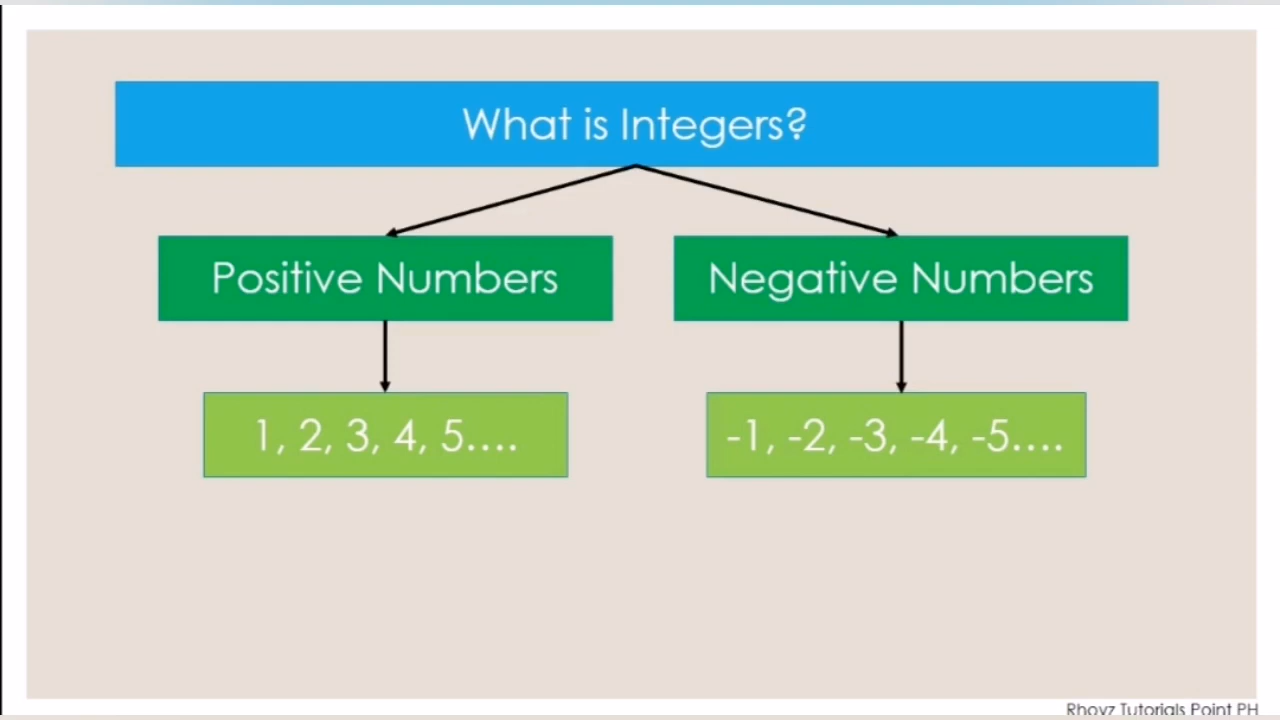 What is Integers?
Positive Numbers
Negative Numbers
1, 2, 3, 4, 5....
-1, -2, -3, -4, -5....
Rhovz Tutorials Point PH